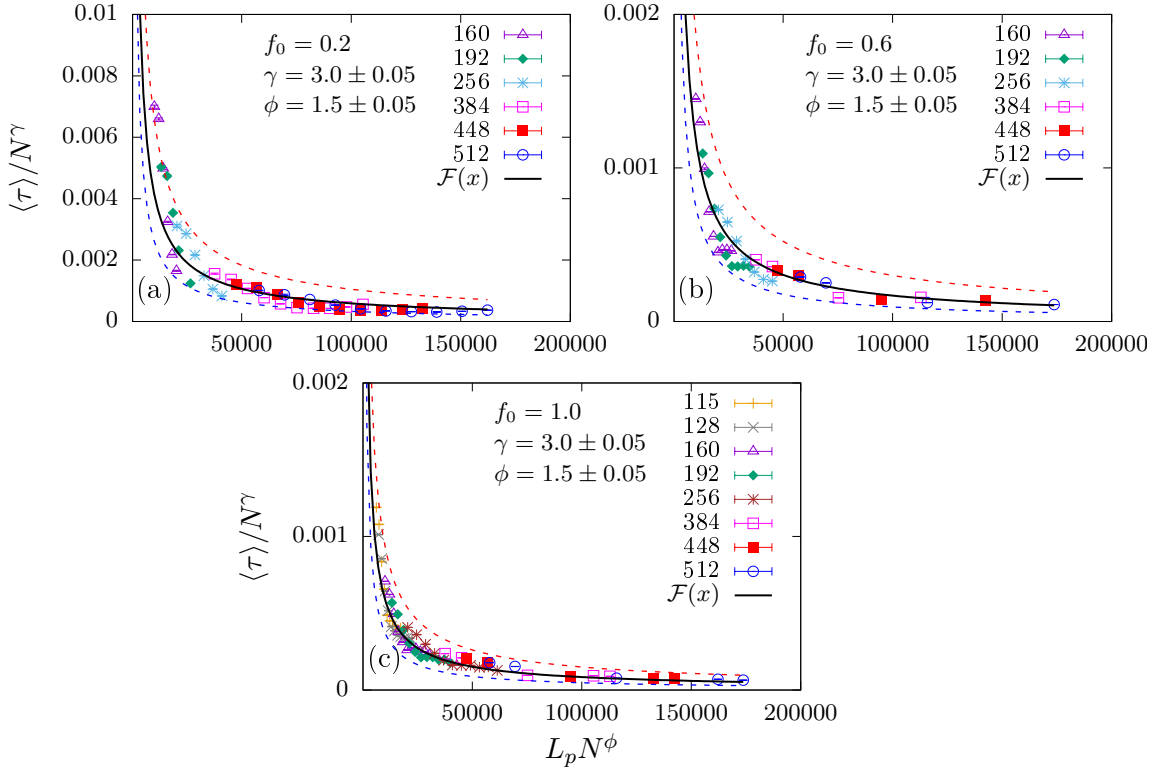 0.01
0.008
0.006
0.004
0.002
0
⟨τ⟩/N^γ
f₀ = 0.2
γ = 3.0 ± 0.05
ϕ = 1.5 ± 0.05
160
192
256
384
448
512
F(x)
(a)
50000 100000 150000 200000
0.002
0.001
0
f₀ = 0.6
γ = 3.0 ± 0.05
ϕ = 1.5 ± 0.05
160
192
256
384
448
512
F(x)
(b)
50000 100000 150000 200000
0.002
0.001
0
⟨τ⟩/N^γ
f₀ = 1.0
γ = 3.0 ± 0.05
ϕ = 1.5 ± 0.05
115
128
160
192
256
384
448
512
F(x)
(c)
50000 100000 150000 200000
L_p N^ϕ